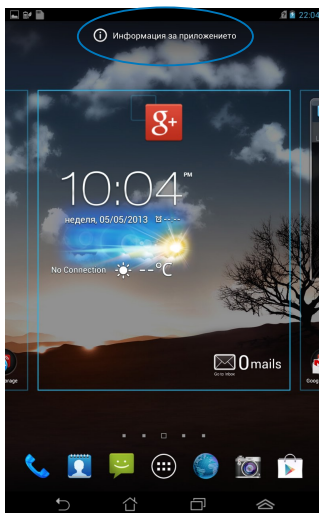 22:04
Информация за приложението
g+
10:04 PM
неделя, 05/05/2013 --:--
No Connection --°C
0mails
Go to Inbox